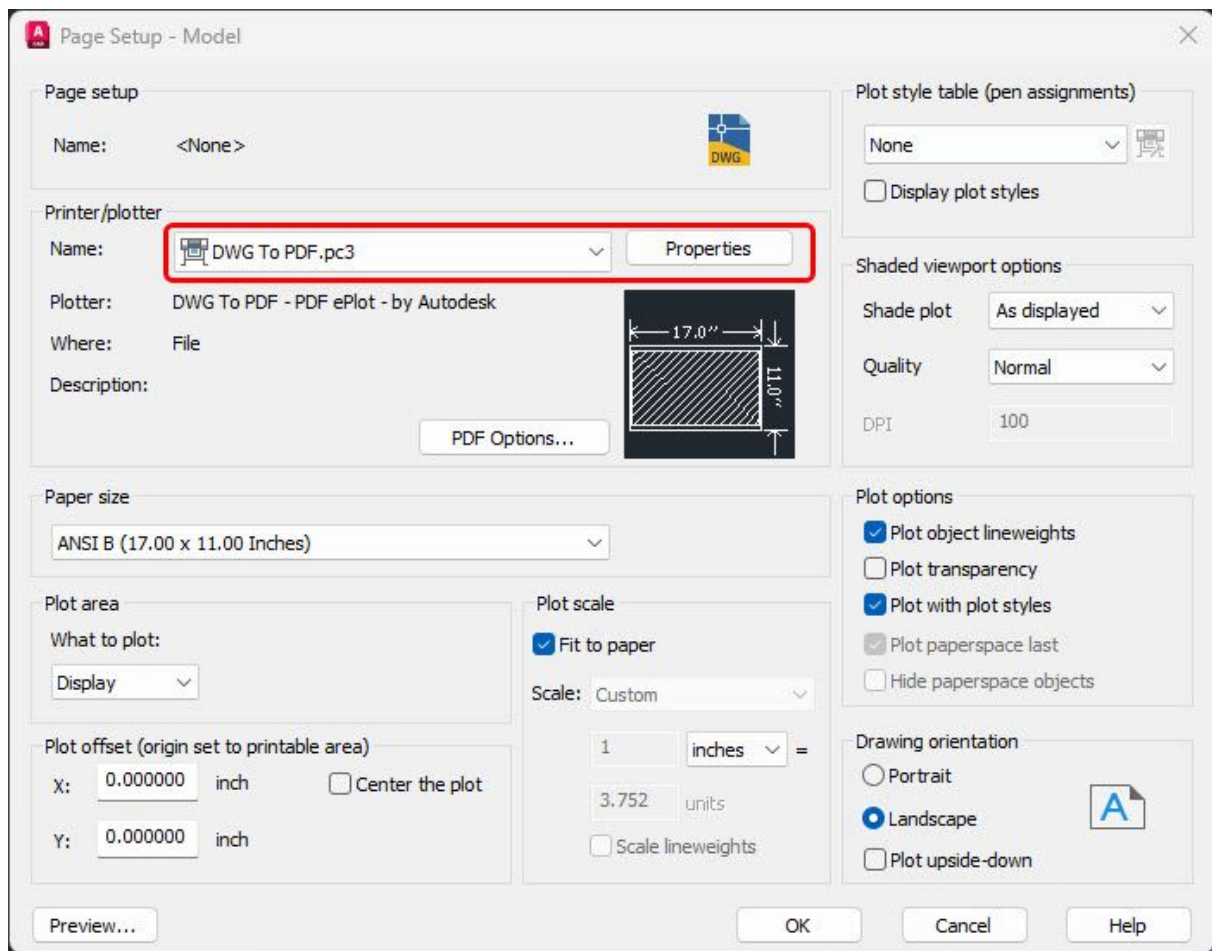 Page Setup - Model
Page setup
Name: <None>
DWG
Printer/plotter
Name: DWG To PDF.pc3 Properties
Plotter: DWG To PDF - PDF ePlot - by Autodesk
Where: File
Description:
17.0’’
11.0’’
PDF Options...
Paper size
ANSI B (17.00 x 11.00 Inches)
Plot area
What to plot:
Display
Plot offset (origin set to printable area)
X: 0.000000 inch Center the plot
Y: 0.000000 inch
Plot scale
Fit to paper
Scale: Custom
1 inches =
3.752 units
Scale lineweights
Plot style table (pen assignments)
None
Display plot styles
Shaded viewport options
Shade plot As displayed
Quality Normal
DPI 100
Plot options
Plot object lineweights
Plot transparency
Plot with plot styles
Plot paperspace last
Hide paperspace objects
Drawing orientation
Portrait
A
Landscape
Plot upside-down
Preview... OK Cancel Help